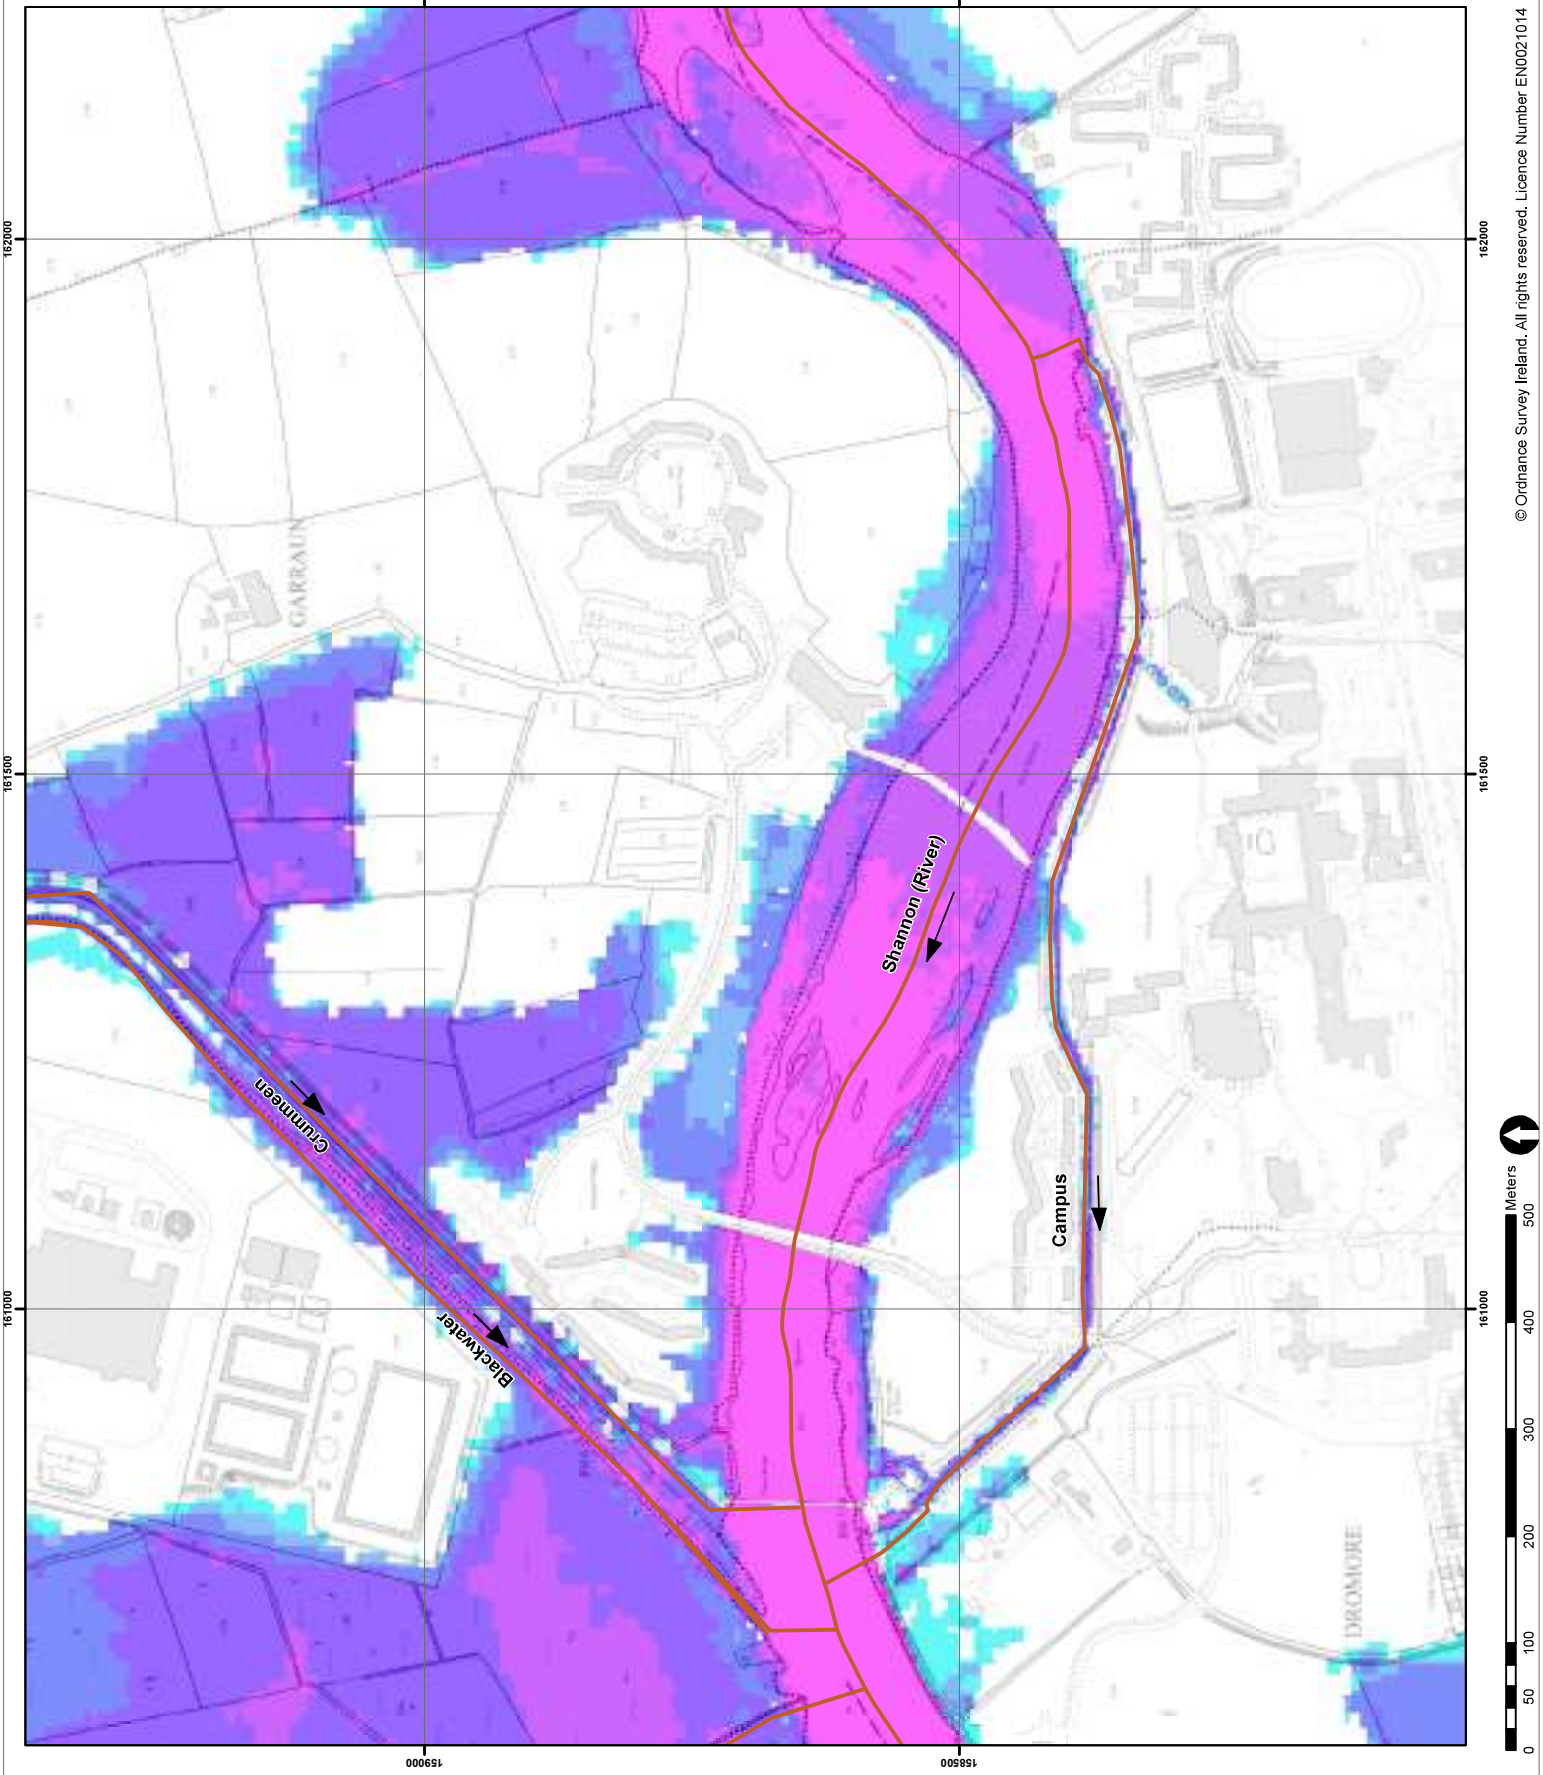 162000
161500
161000
159000
158500
162000
161500
161000
GARRAUN
Shannon (River)
Crummeen
Blackwater
Campus
DROMORE
0 50 100 200 300 400 500 Meters
© Ordnance Survey Ireland. All rights reserved. Licence Number EN0021014